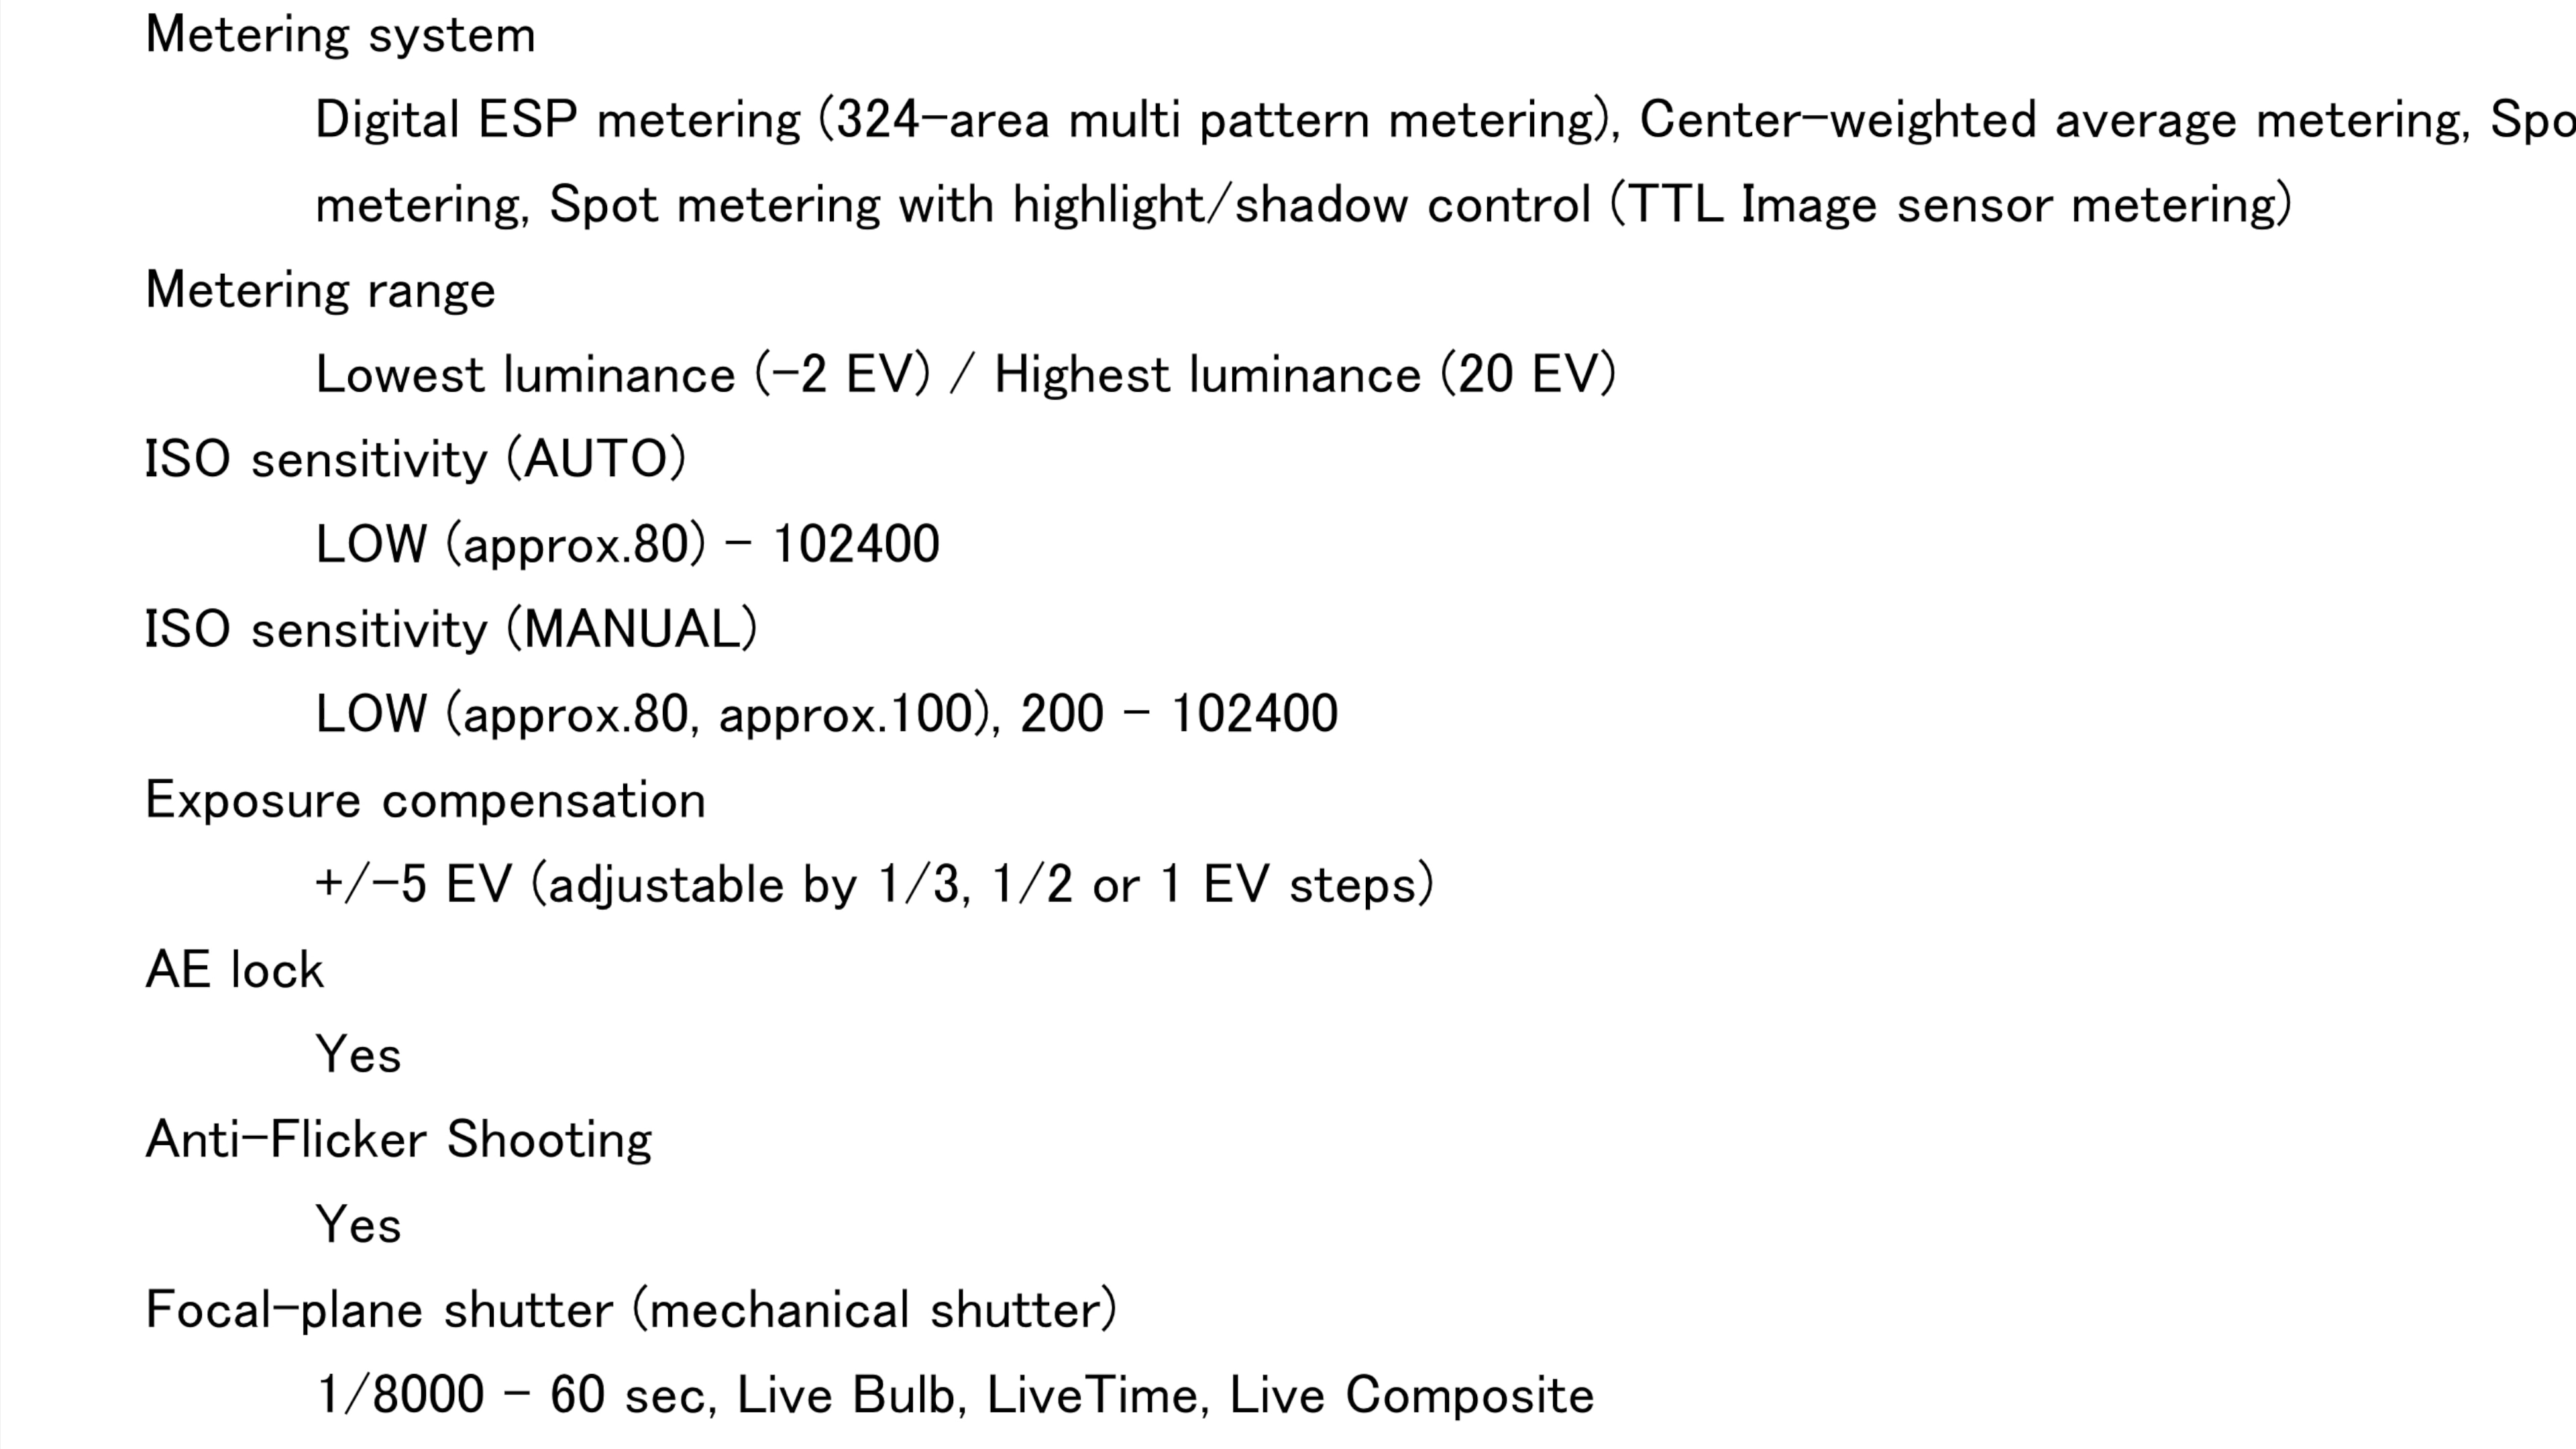 Metering system
Digital ESP metering (324-area multi pattern metering), Center-weighted average metering, Spo
metering, Spot metering with highlight/shadow control (TTL Image sensor metering)
Metering range
Lowest luminance (-2 EV) / Highest luminance (20 EV)
ISO sensitivity (AUTO)
LOW (approx.80) - 102400
ISO sensitivity (MANUAL)
LOW (approx.80, approx.100), 200 - 102400
Exposure compensation
+/-5 EV (adjustable by 1/3, 1/2 or 1 EV steps)
AE lock
Yes
Anti-Flicker Shooting
Yes
Focal-plane shutter (mechanical shutter)
1/8000 - 60 sec, Live Bulb, LiveTime, Live Composite